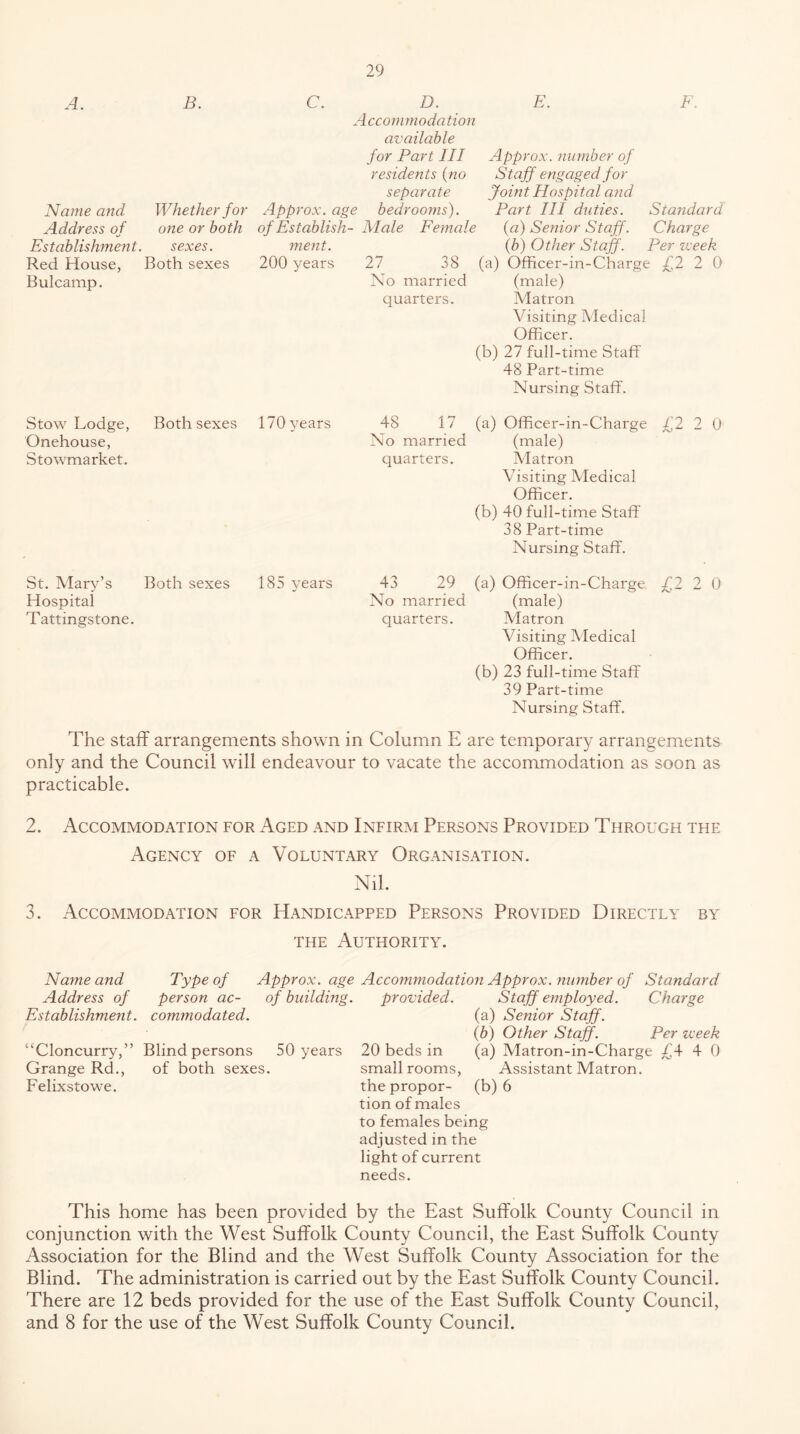 29
A. B. C. D. E. F.
Accommodation
available
for Part III Approx. number of
residents (no Staff engaged for
separate Joint Hospital and
Name and Whether for Approx. age bedrooms). Part III duties. Standard
Address of one or both of Establish- Male Female (a) Senior Staff. Charge
Establishment. sexes. ment. (b) Other Staff. Per week
Red House, Both sexes 200 years 27 38 (a) Officer-in-Charge £2 2 0
Bulcamp. No married (male)
quarters. Matron
Visiting Medical
Officer.
(b) 27 full-time Staff
48 Part-time
Nursing Staff.
Stow Lodge, Both sexes 170 years 48 17 (a) Officer-in-Charge £2 2 0
Onehouse, No married (male)
Stowmarket. quarters. Matron
Visiting Medical
Officer.
(b) 40 full-time Staff
38 Part-time
Nursing Staff.
St. Mary's Both sexes 185 years 43 29 (a) Officer-in-Charge £2 2 0
Hospital No married (male)
Tattingstone. quarters. Matron
Visiting Medical
Officer.
(b) 23 full-time Staff
39 Part-time
Nursing Staff.
The staff arrangements shown in Column E are temporary arrangements
only and the Council will endeavour to vacate the accommodation as soon as
practicable.
2. Accommodation for Aged and Infirm Persons Provided Through the
Agency of a Voluntary Organisation.
Nil.
3. Accommodation for Handicapped Persons Provided Directly by
the Authority.
Name and Type of Approx. age Accommodation Approx. number of Standard
Address of person ac- of building. provided. Staff employed. Charge
Establishment. commodated. (a) Senior Staff.
(b) Other Staff. Per week
"Cloncurry," Blind persons 50 years 20 beds in (a) Matron-in-Charge £4 4 0
Grange Rd., of both sexes. small rooms, Assistant Matron.
Felixstowe. the propor- (b) 6
tion of males
to females being
adjusted in the
light of current
needs.
This home has been provided by the East Suffolk County Council in
conjunction with the West Suffolk County Council, the East Suffolk County
Association for the Blind and the West Suffolk County Association for the
Blind. The administration is carried out by the East Suffolk County Council.
There are 12 beds provided for the use of the East Suffolk County Council,
and 8 for the use of the West Suffolk County Council.